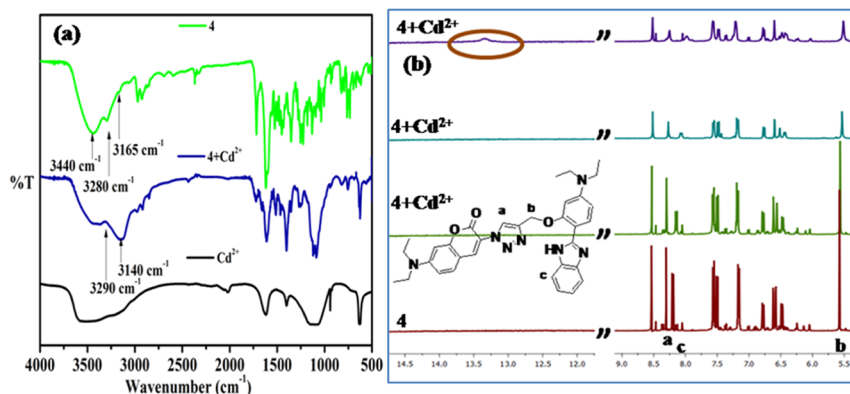 (a)
4
3440 cm⁻¹
3280 cm⁻¹
3165 cm⁻¹
%T
4+Cd²⁺
3290 cm⁻¹
3140 cm⁻¹
Cd²⁺
4000 3500 3000 2500 2000 1500 1000 500
Wavenumber (cm⁻¹)
4+Cd²⁺
(b)
4+Cd²⁺
4+Cd²⁺
4
a
b
c
N
O
O
O
N
N
N
N
HN
N
a
c
b
14.5 14.0 13.5 13.0 12.5 12.0 9.0 8.5 8.0 7.5 7.0 6.5 6.0 5.5